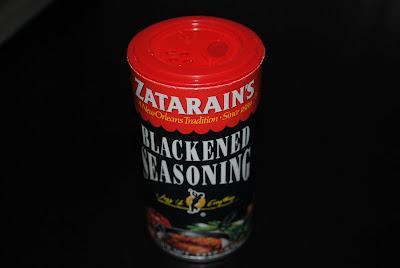 ZATARAIN'S
A New Orleans Tradition • Since 1889
BLACKENED
SEASONING